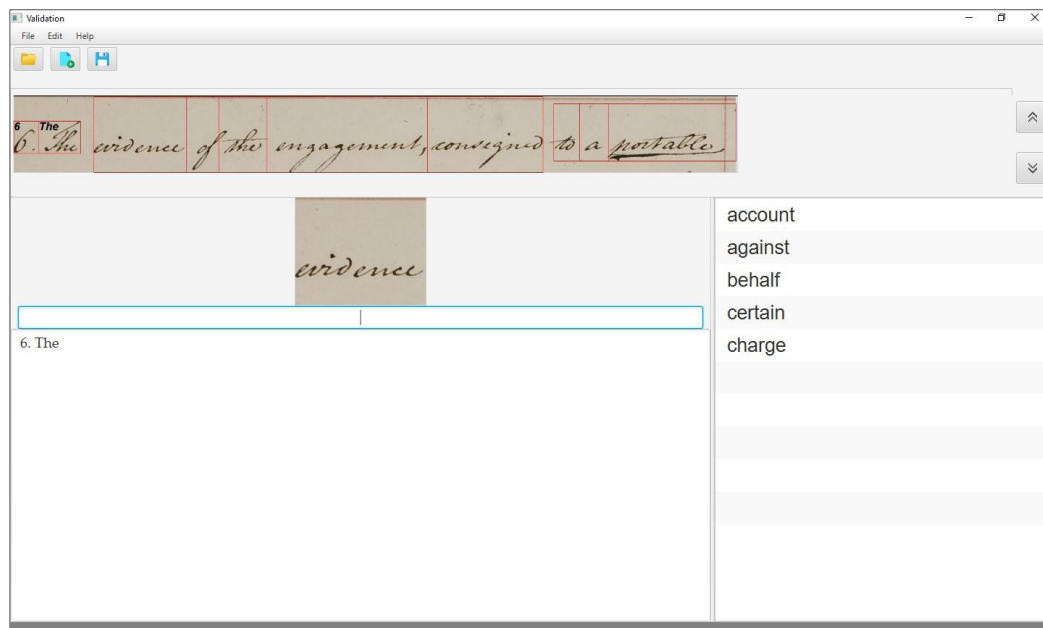 Validation
File Edit Help
6 The
6. The evidence of the engagement, consigned to a portable
evidence
6. The
account
against
behalf
certain
charge